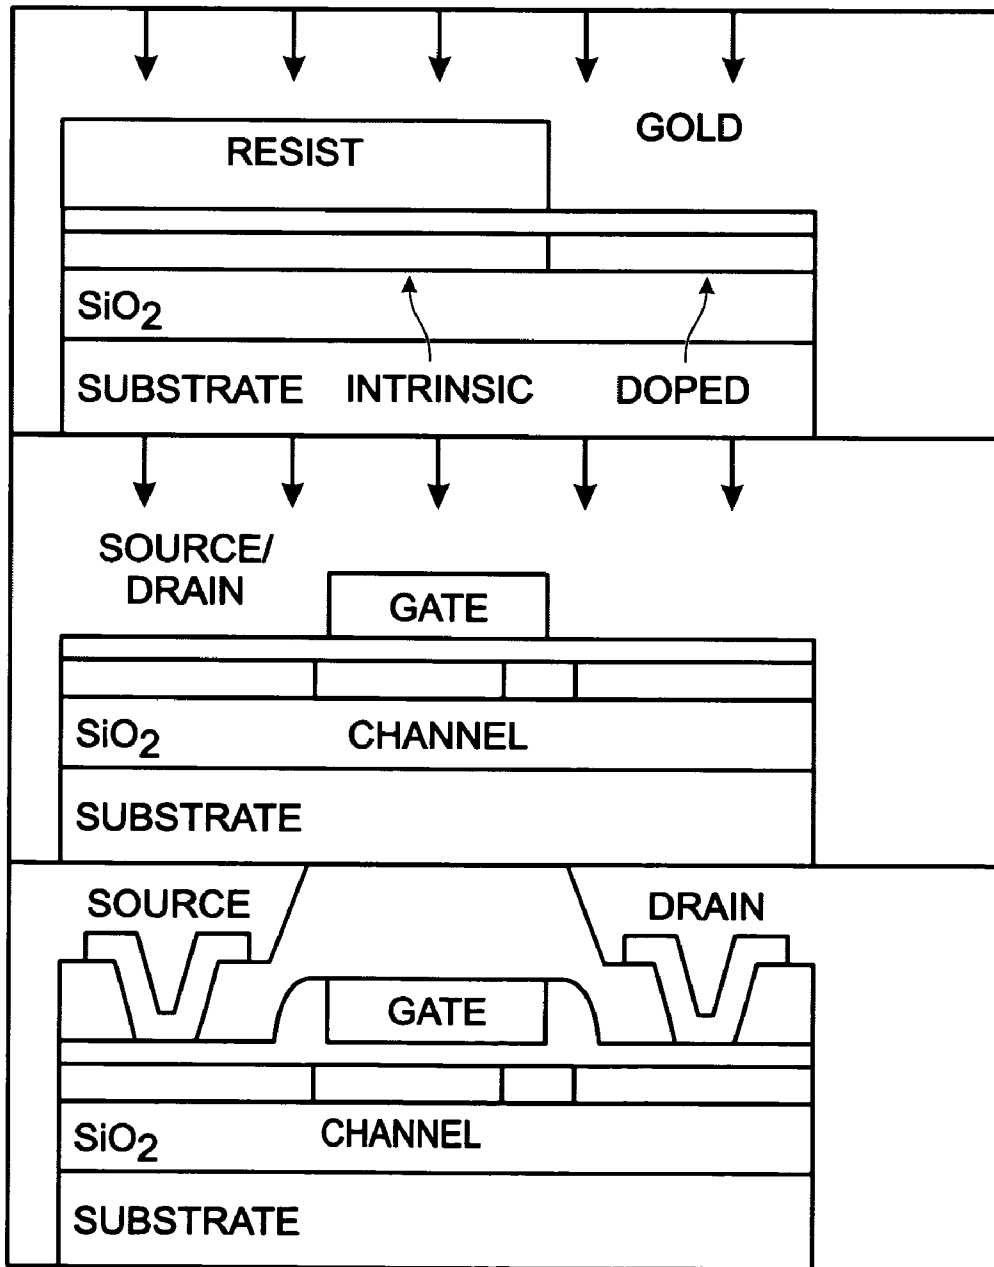 GOLD
RESIST
SiO2
SUBSTRATE INTRINSIC DOPED
SOURCE/
DRAIN
GATE
SiO2 CHANNEL
SUBSTRATE
SOURCE DRAIN
GATE
SiO2 CHANNEL
SUBSTRATE